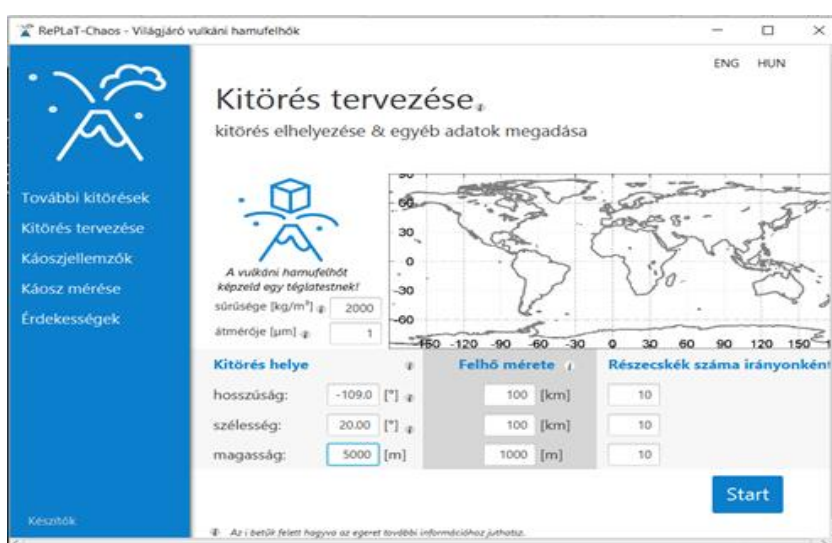 RePLaT-Chaos - Világjáró vulkáni hamufelhők
ENG HUN
Kitörés tervezése
kitörés elhelyezése & egyéb adatok megadása
További kitörések
Kitörés tervezése
Káoszjellemzők
Káosz mérése
Érdekességek
A vulkáni hamufelhőt
képzeld egy téglatestnek!
sűrűsége [kg/m³] i 2000
átmérője [μm] i 1
90
60
30
0
-30
-60
-150 -120 -90 -60 -30 0 30 60 90 120 150
Kitörés helye i Felhő mérete i Részecskék száma irányonként
hosszúság: -109.0 [°] i 100 [km] 10
szélesség: 20.00 [°] i 100 [km] 10
magasság: 5000 [m] 1000 [m] 10
Start
Készítők
i Az i betűk felett hagyva az egeret további információhoz juthatsz.